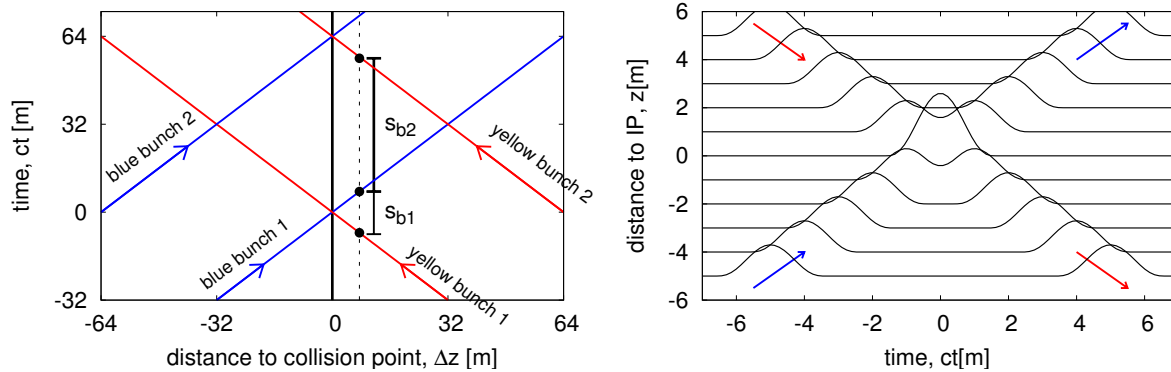 64
32
0
-32
-64
-32
0
32
64
time, ct [m]
distance to collision point, Δz [m]
blue bunch 2
blue bunch 1
yellow bunch 2
yellow bunch 1
s_b2
s_b1
6
4
2
0
-2
-4
-6
-6
-4
-2
0
2
4
6
distance to IP, z[m]
time, ct[m]